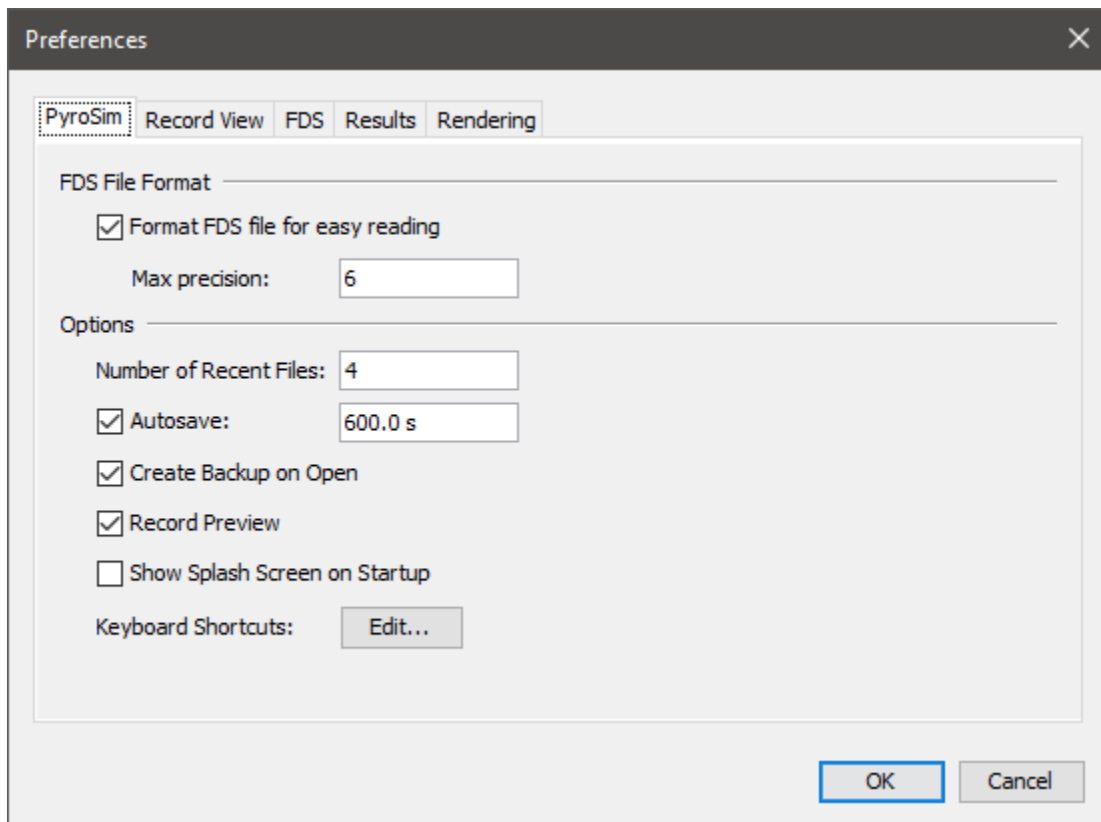 Preferences
PyroSim Record View FDS Results Rendering
FDS File Format
Format FDS file for easy reading
Max precision: 6
Options
Number of Recent Files: 4
Autosave: 600.0 s
Create Backup on Open
Record Preview
Show Splash Screen on Startup
Keyboard Shortcuts: Edit...
OK Cancel